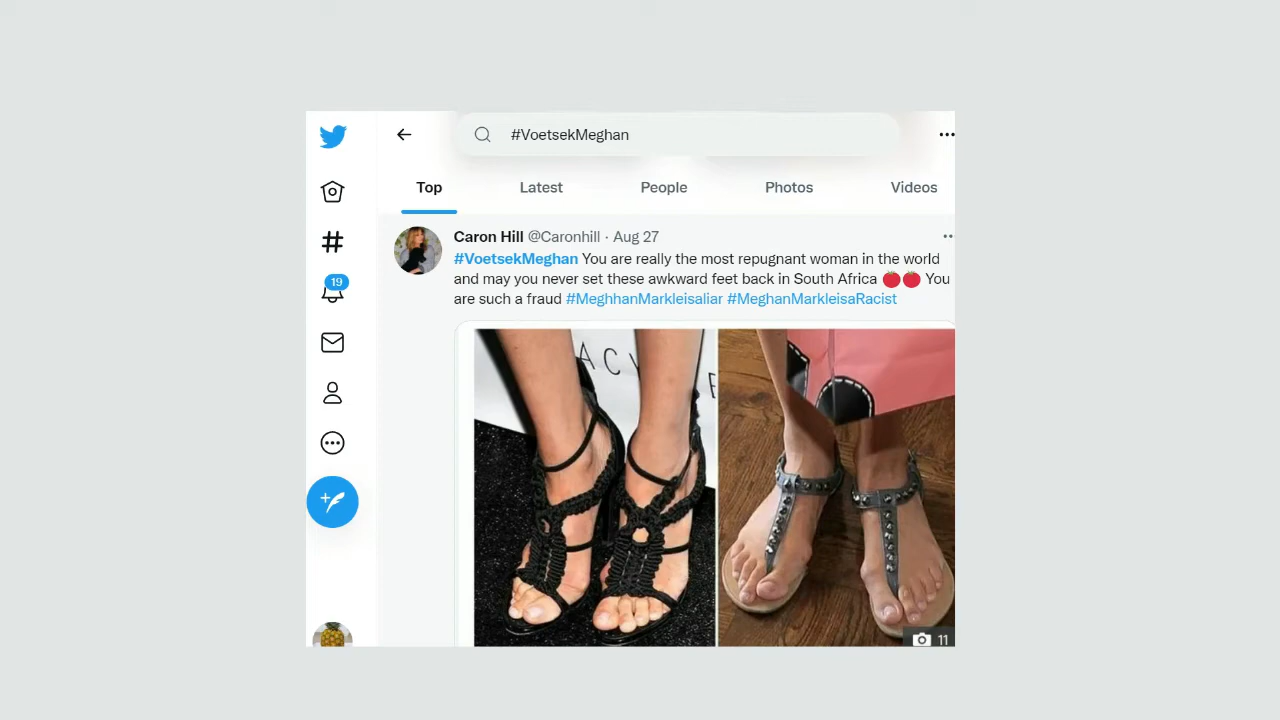 #VoetsekMeghan
Top Latest People Photos Videos
Caron Hill @Caronhill · Aug 27
#VoetsekMeghan You are really the most repugnant woman in the world
and may you never set these awkward feet back in South Africa 🍅🍅 You
are such a fraud #MeghhanMarkleisaliar #MeghanMarkleisaRacist
19
ACY
E
11